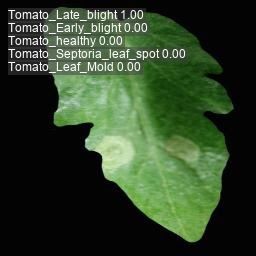 Tomato_Late_blight 1.00
Tomato_Early_blight 0.00
Tomato_healthy 0.00
Tomato_Septoria_leaf_spot 0.00
Tomato_Leaf_Mold 0.00